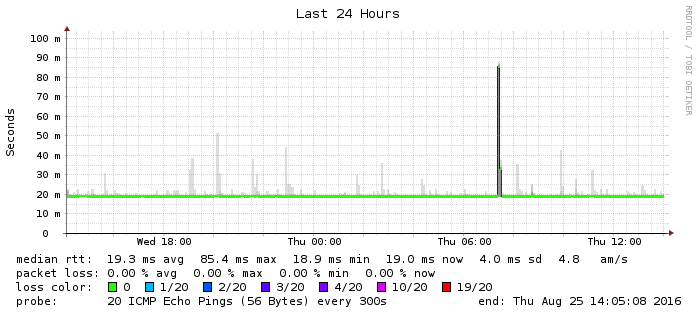 Last 24 Hours
RRDTOOL / TOBI OETIKER
Seconds
100 m
90 m
80 m
70 m
60 m
50 m
40 m
30 m
20 m
10 m
0
Wed 18:00 Thu 00:00 Thu 06:00 Thu 12:00
median rtt: 19.3 ms avg 85.4 ms max 18.9 ms min 19.0 ms now 4.0 ms sd 4.8 am/s
packet loss: 0.00 % avg 0.00 % max 0.00 % min 0.00 % now
loss color: 0 1/20 2/20 3/20 4/20 10/20 19/20
probe: 20 ICMP Echo Pings (56 Bytes) every 300s end: Thu Aug 25 14:05:08 2016